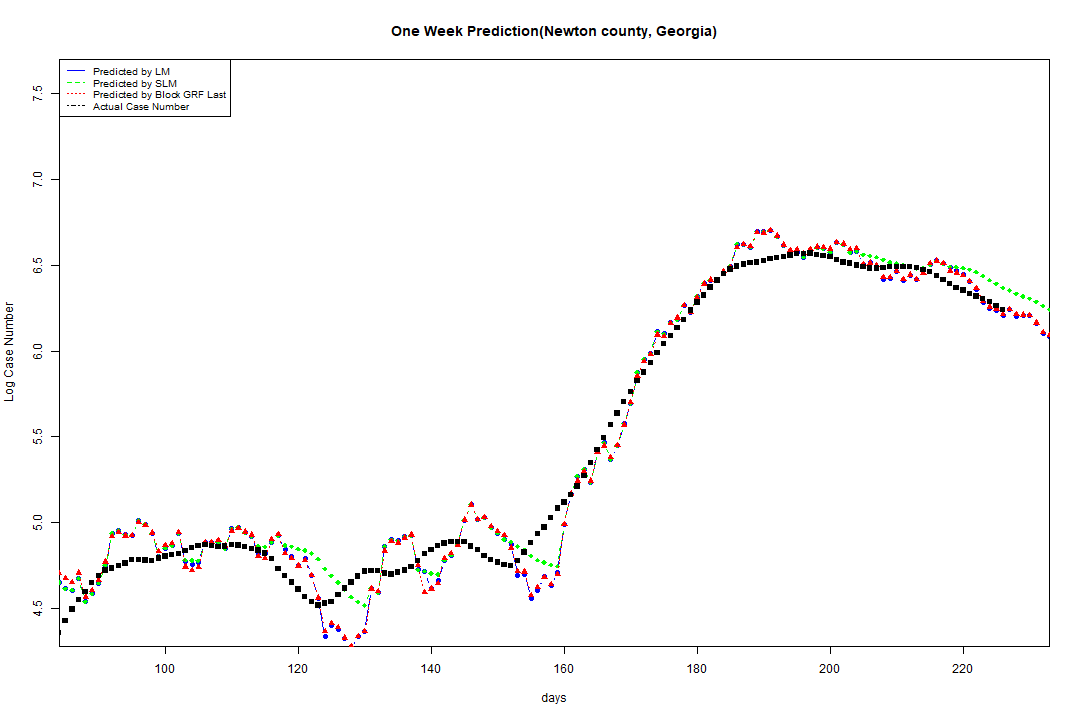 One Week Prediction(Newton county, Georgia)
Predicted by LM
Predicted by SLM
Predicted by Block GRF Last
Actual Case Number
7.5
7.0
6.5
6.0
5.5
5.0
4.5
Log Case Number
100 120 140 160 180 200 220
days